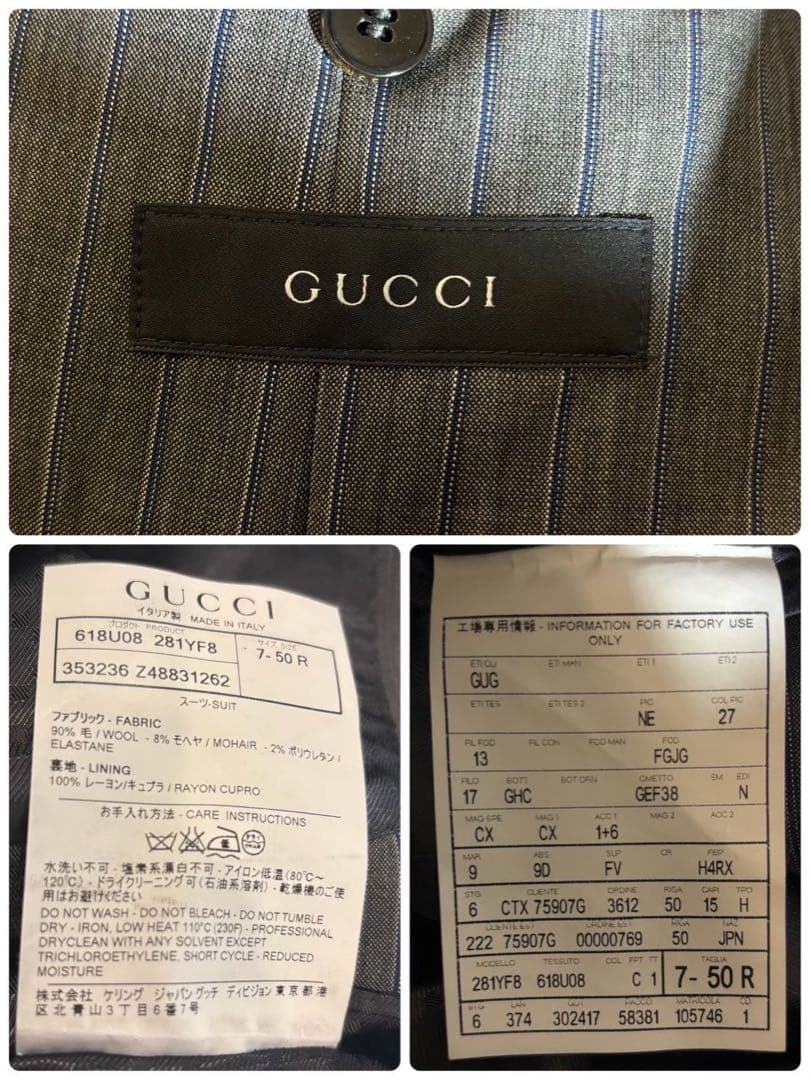 GUCCI
GUCCI
イタリア製 MADE IN ITALY
プロダクト PRODUCT
618U08 281YF8
サイズ SIZE
IT 7- 50 R
353236 Z48831262
スーツ-SUIT
ファブリック - FABRIC
90% 毛 / WOOL - 8% モヘヤ / MOHAIR - 2% ポリウレタン /
ELASTANE
裏地 - LINING
100% レーヨン/キュプラ / RAYON CUPRO
お手入れ方法 - CARE INSTRUCTIONS
水洗い不可 - 塩素系漂白不可 - アイロン低温 (80℃～
120℃) - ドライクリーニング可 (石油系溶剤) - 乾燥機のご使
用はお避けください
DO NOT WASH - DO NOT BLEACH - DO NOT TUMBLE
DRY - IRON, LOW HEAT 110°C (230F) - PROFESSIONAL
DRYCLEAN WITH ANY SOLVENT EXCEPT
TRICHLOROETHYLENE, SHORT CYCLE - REDUCED
MOISTURE
株式会社 ケリング ジャパン グッチ ディビジョン 東京都 港
区 北 青山 3 丁目 6 番 7号
工場専用情報 - INFORMATION FOR FACTORY USE
ONLY
ETI CLI ETI MAN ETI 1 ETI 2
GUG
ETI TES ETI TES 2 PIC COL PIC
NE 27
FIL FOD FIL CON FOD MAN FOD
13 FGJG
FILO BOTT BOT ORN OMETTO EM EDI
17 GHC GEF38 N
MAG SPE MAG 1 ACC 1 MAG 2 ACC 2
CX CX 1+6
MAR ABS SLP CR FBP
9 9D FV H4RX
STG CLIENTE ORDINE RIGA CAPI TPO
6 CTX 75907G 3612 50 15 H
CLIENTE EST ORDINE EST RIGA NAZ
222 75907G 00000769 50 JPN
MODELLO TESSUTO COL FPT TT TAGLIA
281YF8 618U08 C 1 7- 50 R
STG LAN GOT PACCO MATRICOLA CD
6 374 302417 58381 105746 1